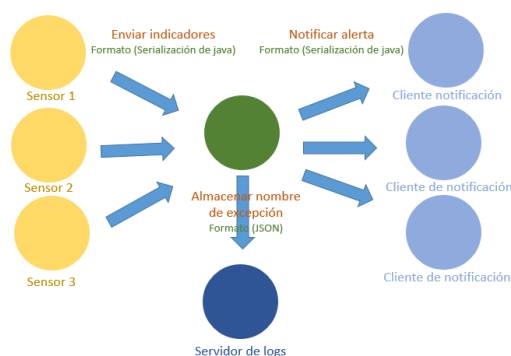 Enviar indicadores
Formato (Serialización de java)
Notificar alerta
Formato (Serialización de java)
Sensor 1
Cliente notificación
Sensor 2
Cliente de notificación
Almacenar nombre
de excepción
Formato (JSON)
Sensor 3
Cliente de notificación
Servidor de logs